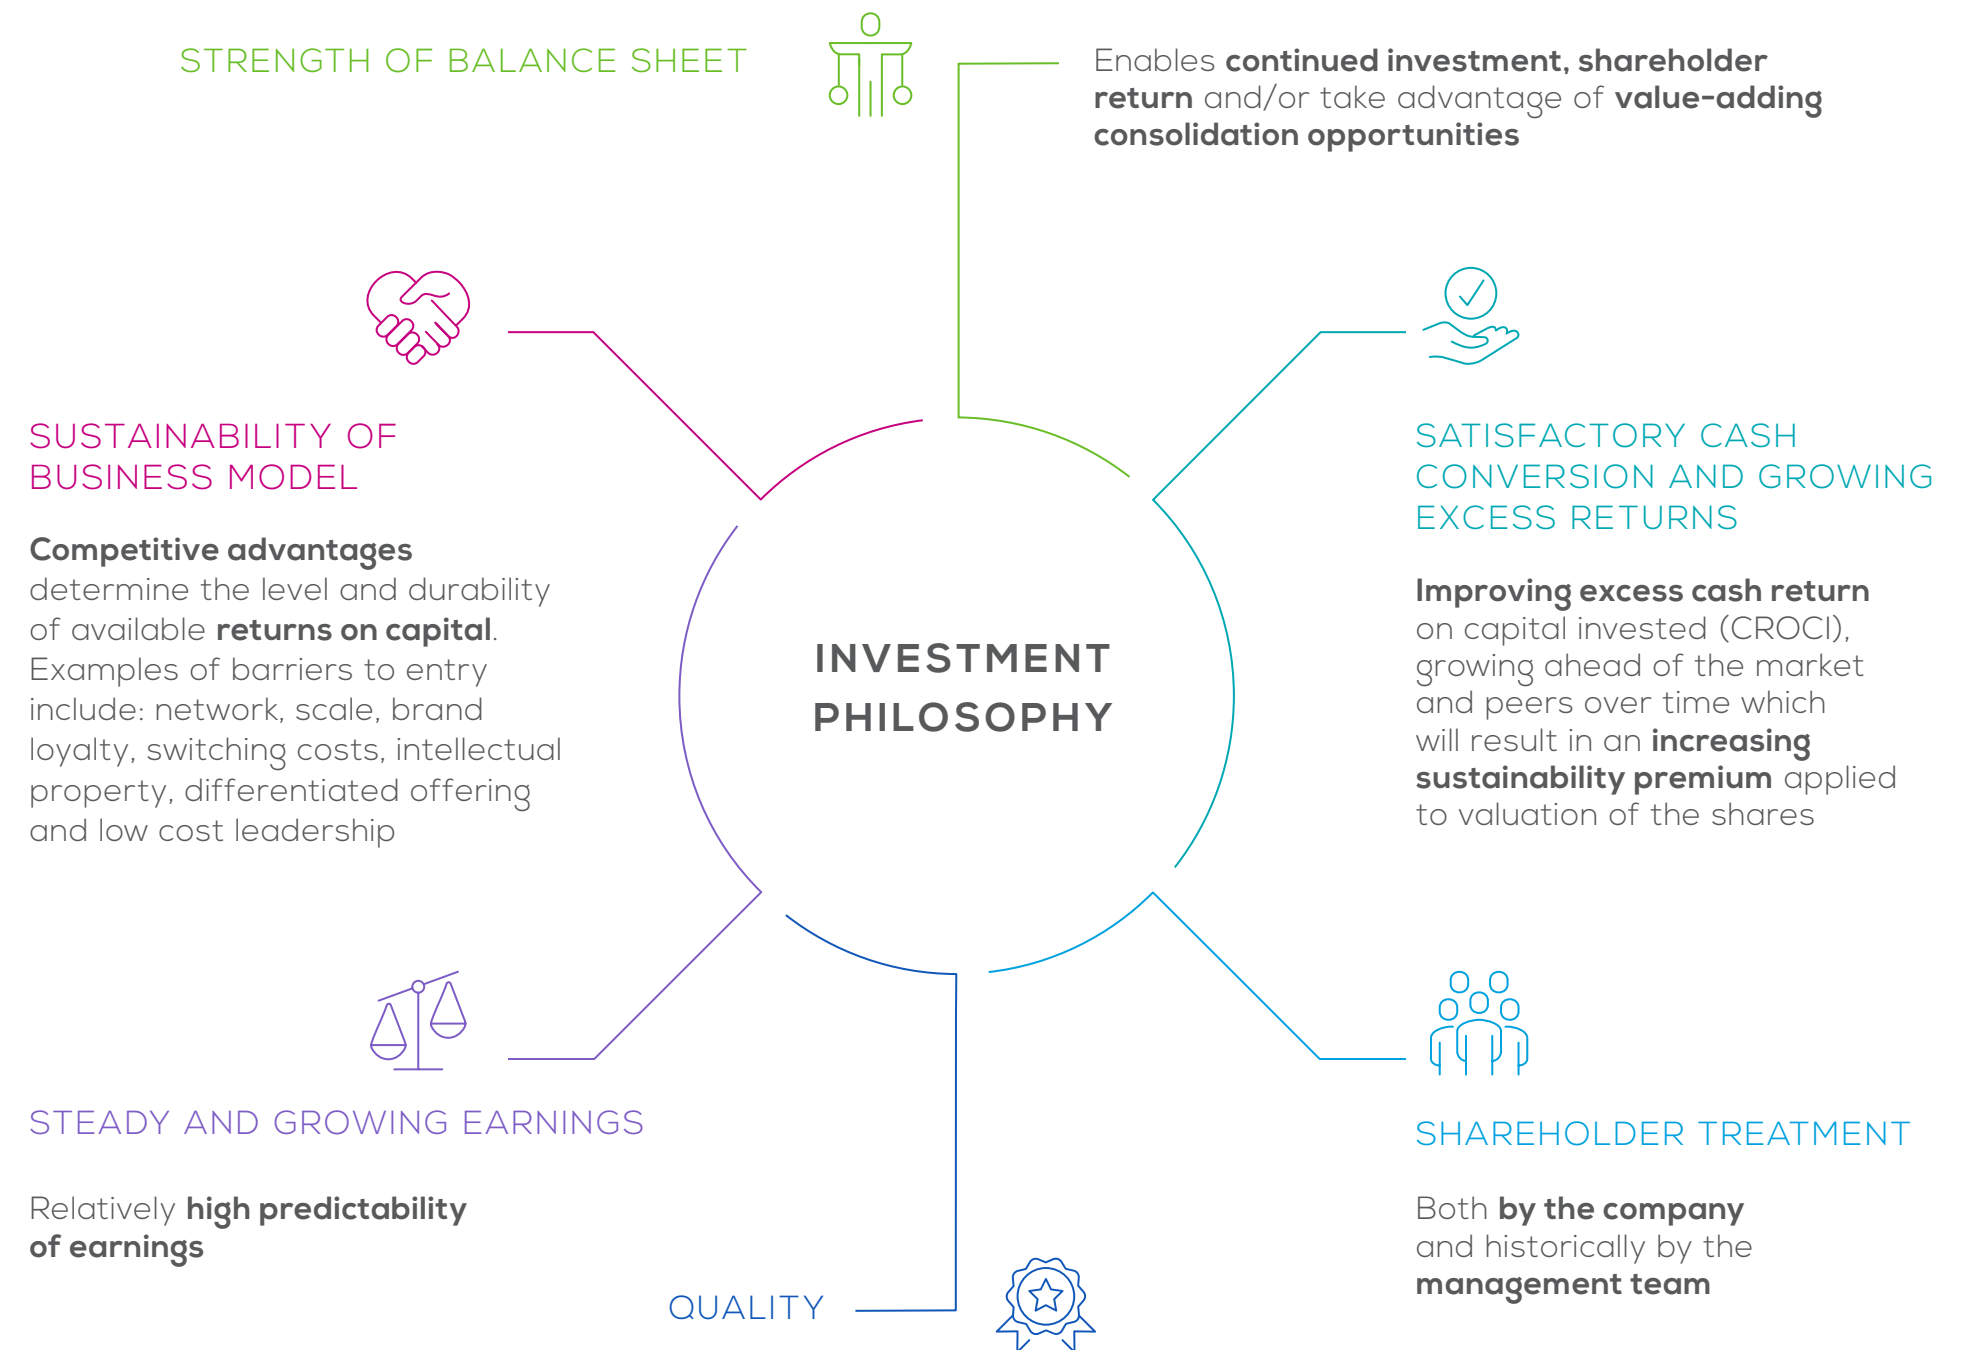 STRENGTH OF BALANCE SHEET
Enables continued investment, shareholder
return and/or take advantage of value-adding
consolidation opportunities
SUSTAINABILITY OF
BUSINESS MODEL
Competitive advantages
determine the level and durability
of available returns on capital.
Examples of barriers to entry
include: network, scale, brand
loyalty, switching costs, intellectual
property, differentiated offering
and low cost leadership
SATISFACTORY CASH
CONVERSION AND GROWING
EXCESS RETURNS
Improving excess cash return
on capital invested (CROCI),
growing ahead of the market
and peers over time which
will result in an increasing
sustainability premium applied
to valuation of the shares
INVESTMENT
PHILOSOPHY
STEADY AND GROWING EARNINGS
Relatively high predictability
of earnings
SHAREHOLDER TREATMENT
Both by the company
and historically by the
management team
QUALITY